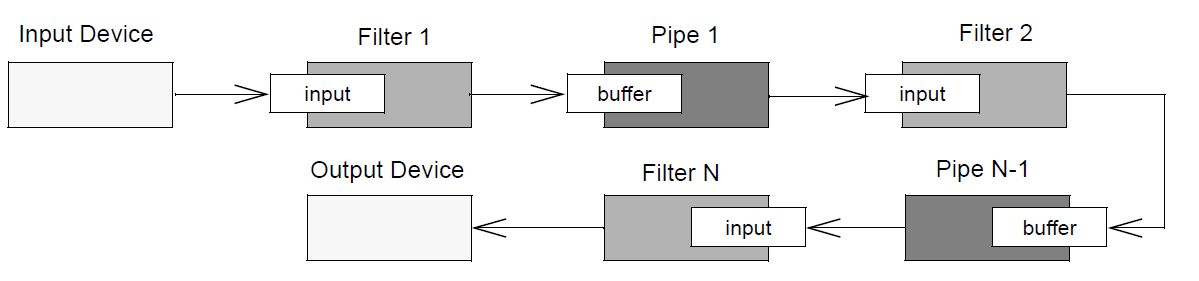 Input Device
Filter 1
Pipe 1
Filter 2
input
buffer
input
Output Device
Filter N
Pipe N-1
input
buffer